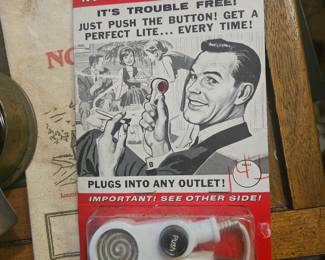 IT'S TROUBLE FREE!
JUST PUSH THE BUTTON! GET A
PERFECT LITE... EVERY TIME!
NO
PLUGS INTO ANY OUTLET!
IMPORTANT! SEE OTHER SIDE!
Push